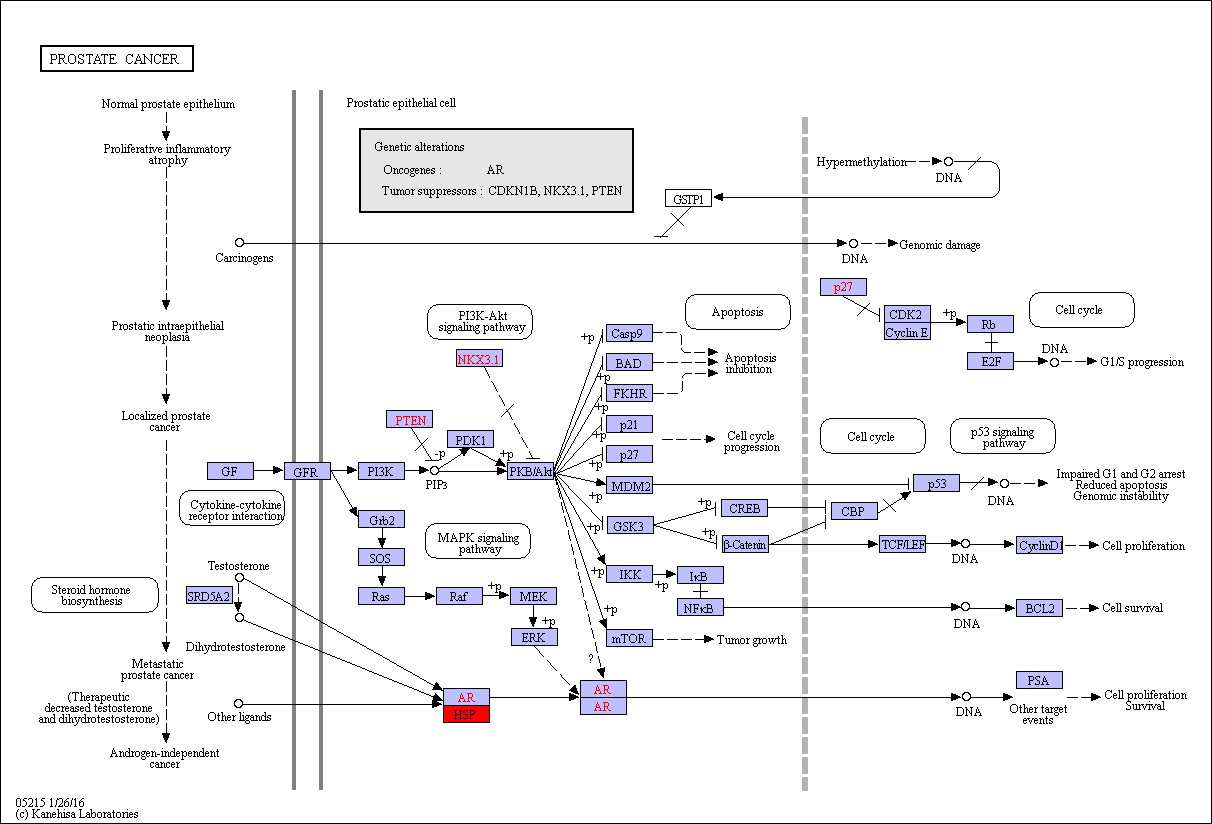 PROSTATE CANCER
Normal prostate epithelium
Prostatic epithelial cell
Proliferative inflammatory
atrophy
Genetic alterations
Oncogenes : AR
Tumor suppressors : CDKN1B, NKX3.1, PTEN
Hypermethylation
DNA
GSTP1
Carcinogens
DNA
Genomic damage
p27
CDK2
Cyclin E
+p
Rb
E2F
Cell cycle
DNA
G1/S progression
Prostatic intraepithelial
neoplasia
PI3K-Akt
signaling pathway
NKX3.1
Apoptosis
+p
Casp9
BAD
+p
FKHR
+p
Apoptosis
inhibition
Localized prostate
cancer
PTEN
PDK1
-p
+p
PIP3
p21
+p
p27
+p
Cell cycle
progression
Cell cycle
p53 signaling
pathway
GF
GFR
PI3K
PKB/Akt
MDM2
+p
p53
DNA
Impaired G1 and G2 arrest
Reduced apoptosis
Genomic instability
Cytokine-cytokine
receptor interaction
Grb2
SOS
Ras
Raf
+p
MEK
+p
ERK
MAPK signaling
pathway
+p
GSK3
+p
CREB
+p
β-Catenin
CBP
TCF/LEF
DNA
CyclinD1
Cell proliferation
Steroid hormone
biosynthesis
Testosterone
SRD5A2
Dihydrotestosterone
+p
IKK
+p
IκB
NFκB
DNA
BCL2
Cell survival
+p
mTOR
Tumor growth
?
Metastatic
prostate cancer
(Therapeutic
decreased testosterone
and dihydrotestosterone)
Other ligands
AR
HSP
AR
AR
DNA
PSA
Other target
events
Cell proliferation
Survival
Androgen-independent
cancer
05215 1/26/16
(c) Kanehisa Laboratories